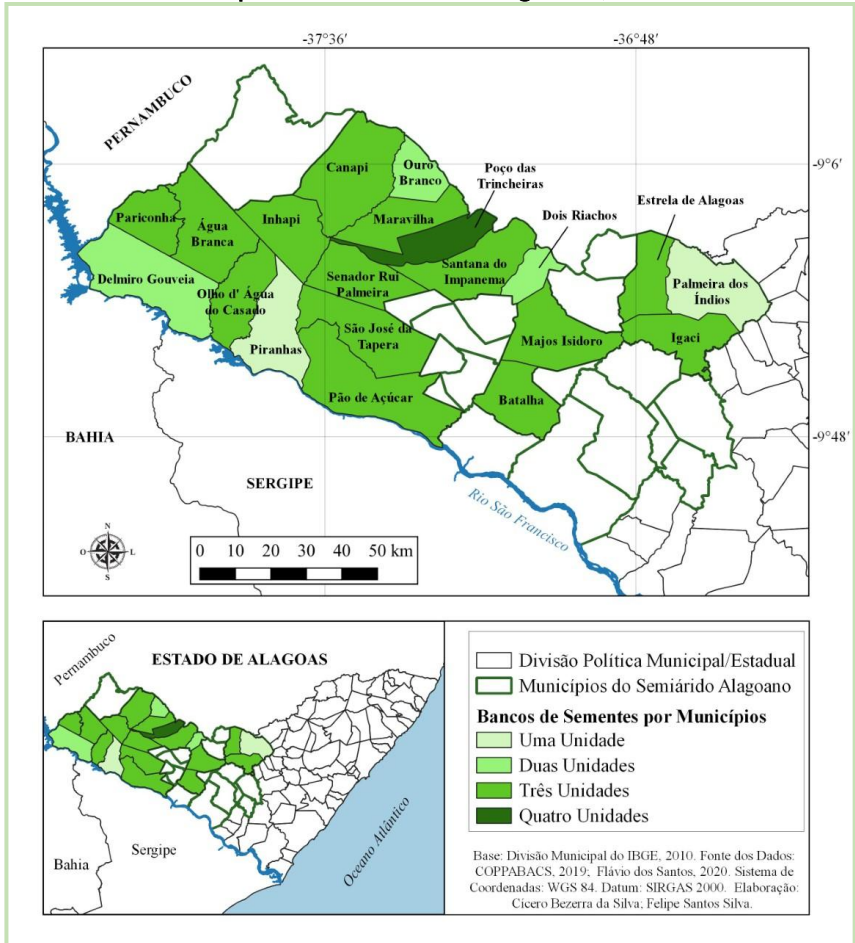 -37°36'
-36°48'
PERNAMBUCO
Canapi
Ouro
Branco
Poço das
Trincheiras
-9°6'
Pariconha
Água
Branca
Inhapi
Maravilha
Dois Riachos
Estrela de Alagoas
Delmiro Gouveia
Olho d' Água
do Casado
Senador Rui
Palmeira
Santana do
Impanema
Palmeira dos
Índios
Piranhas
São José da
Tapera
Majos Isidoro
Igaci
Pão de Açúcar
Batalha
BAHIA
-9°48'
SERGIPE
Rio São Francisco
N
O
L
S
0 10 20 30 40 50 km
Pernambuco
ESTADO DE ALAGOAS
Bahia
Sergipe
Oceano Atlântico
Divisão Política Municipal/Estadual
Municípios do Semiárido Alagoano
Bancos de Sementes por Municípios
Uma Unidade
Duas Unidades
Três Unidades
Quatro Unidades
Base: Divisão Municipal do IBGE, 2010. Fonte dos Dados:
COPPABACS, 2019; Flávio dos Santos, 2020. Sistema de
Coordenadas: WGS 84. Datum: SIRGAS 2000. Elaboração:
Cicero Bezerra da Silva; Felipe Santos Silva.